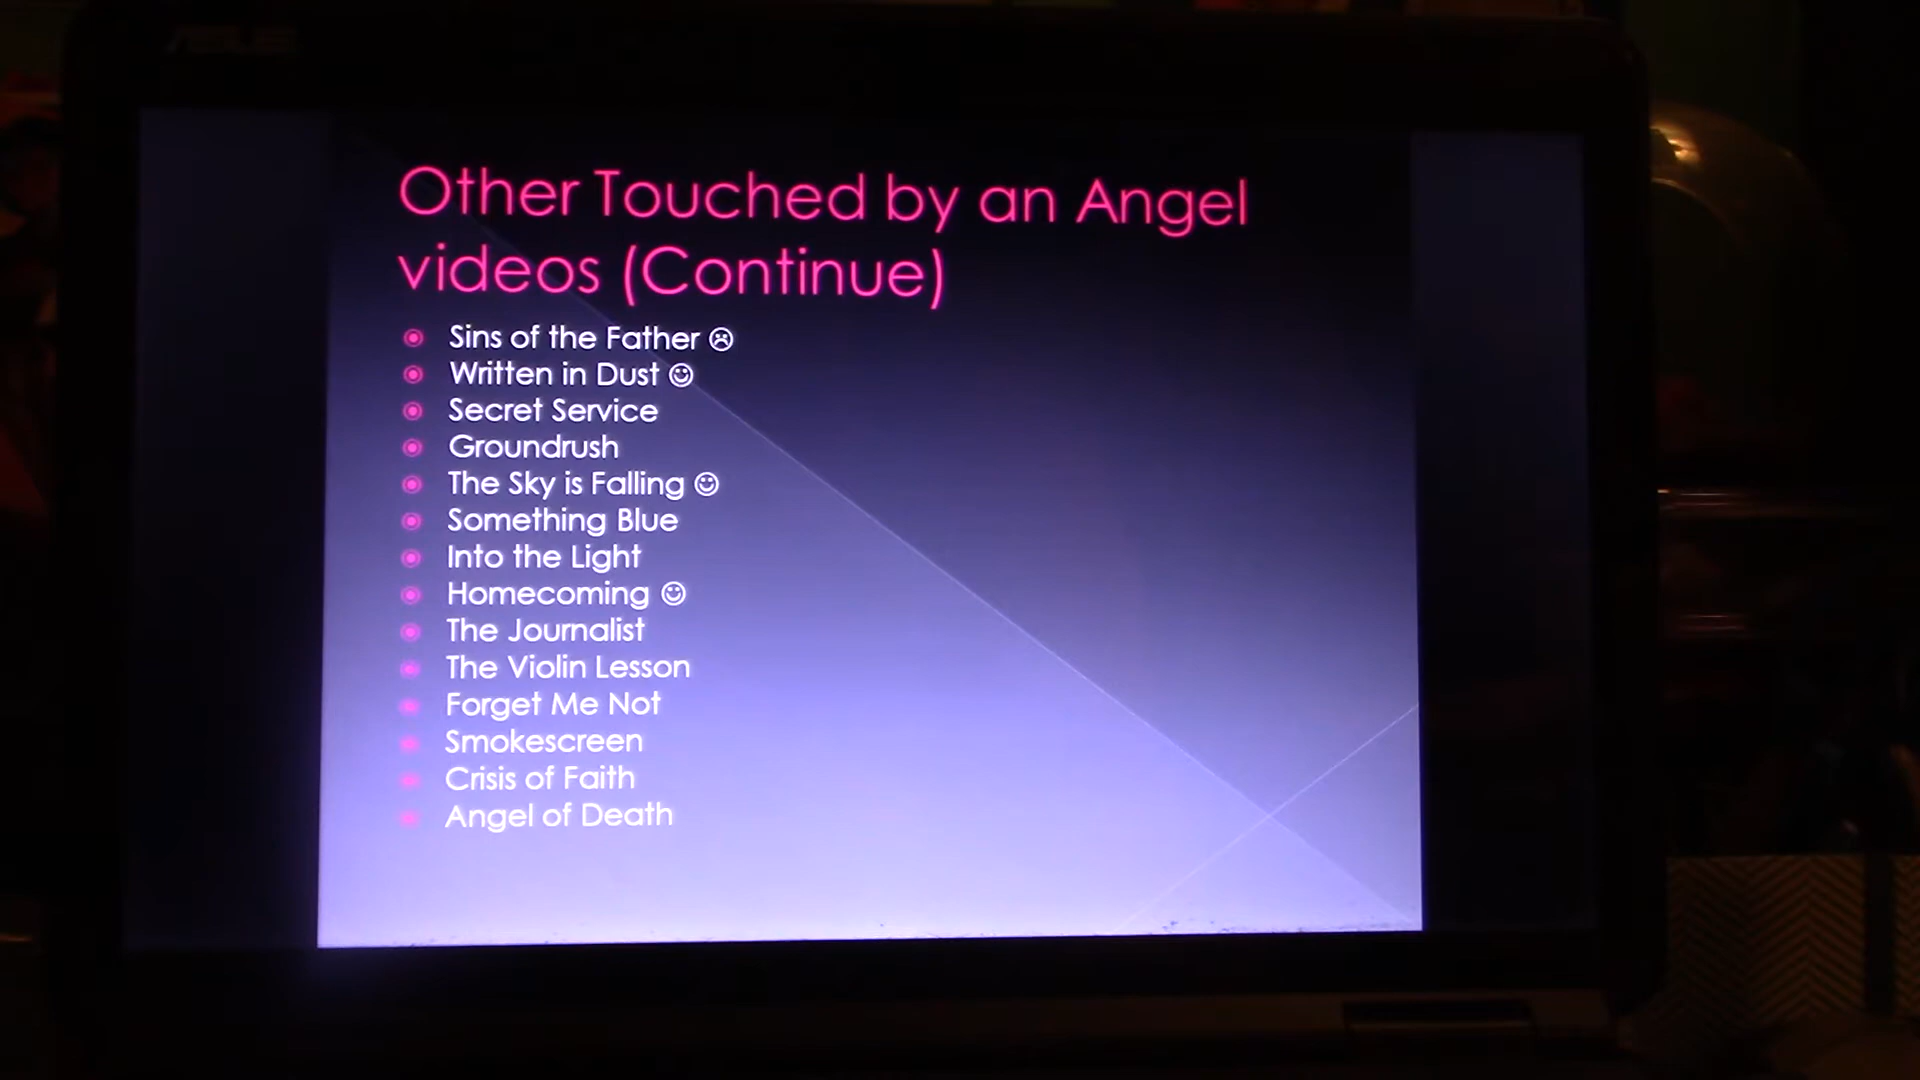 ASUS
Other Touched by an Angel
videos (Continue)
Sins of the Father ☹
Written in Dust ☺
Secret Service
Groundrush
The Sky is Falling ☺
Something Blue
Into the Light
Homecoming ☺
The Journalist
The Violin Lesson
Forget Me Not
Smokescreen
Crisis of Faith
Angel of Death